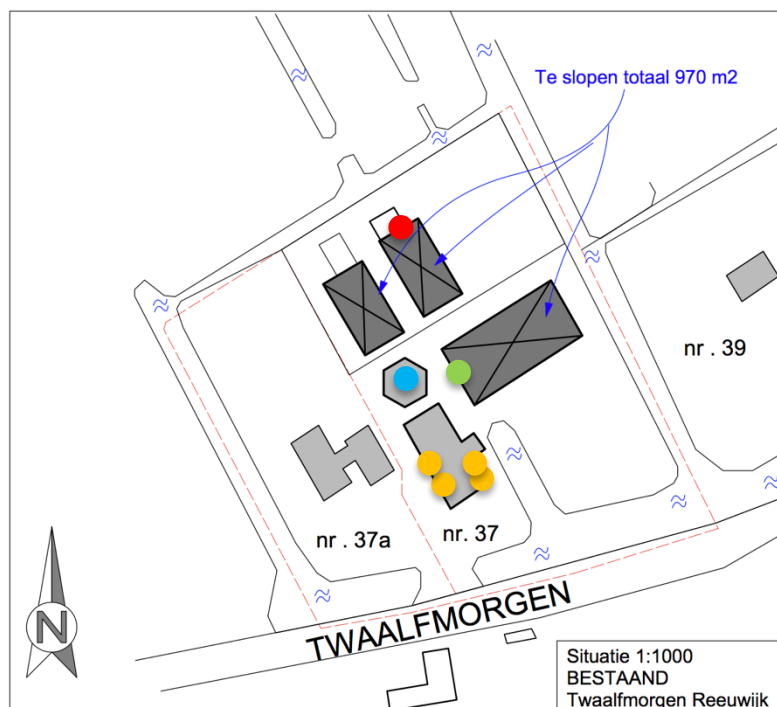 Te slopen totaal 970 m2
nr . 39
nr . 37a
nr. 37
TWAALFMORGEN
N
Situatie 1:1000
BESTAAND
Twaalfmorgen Reeuwijk